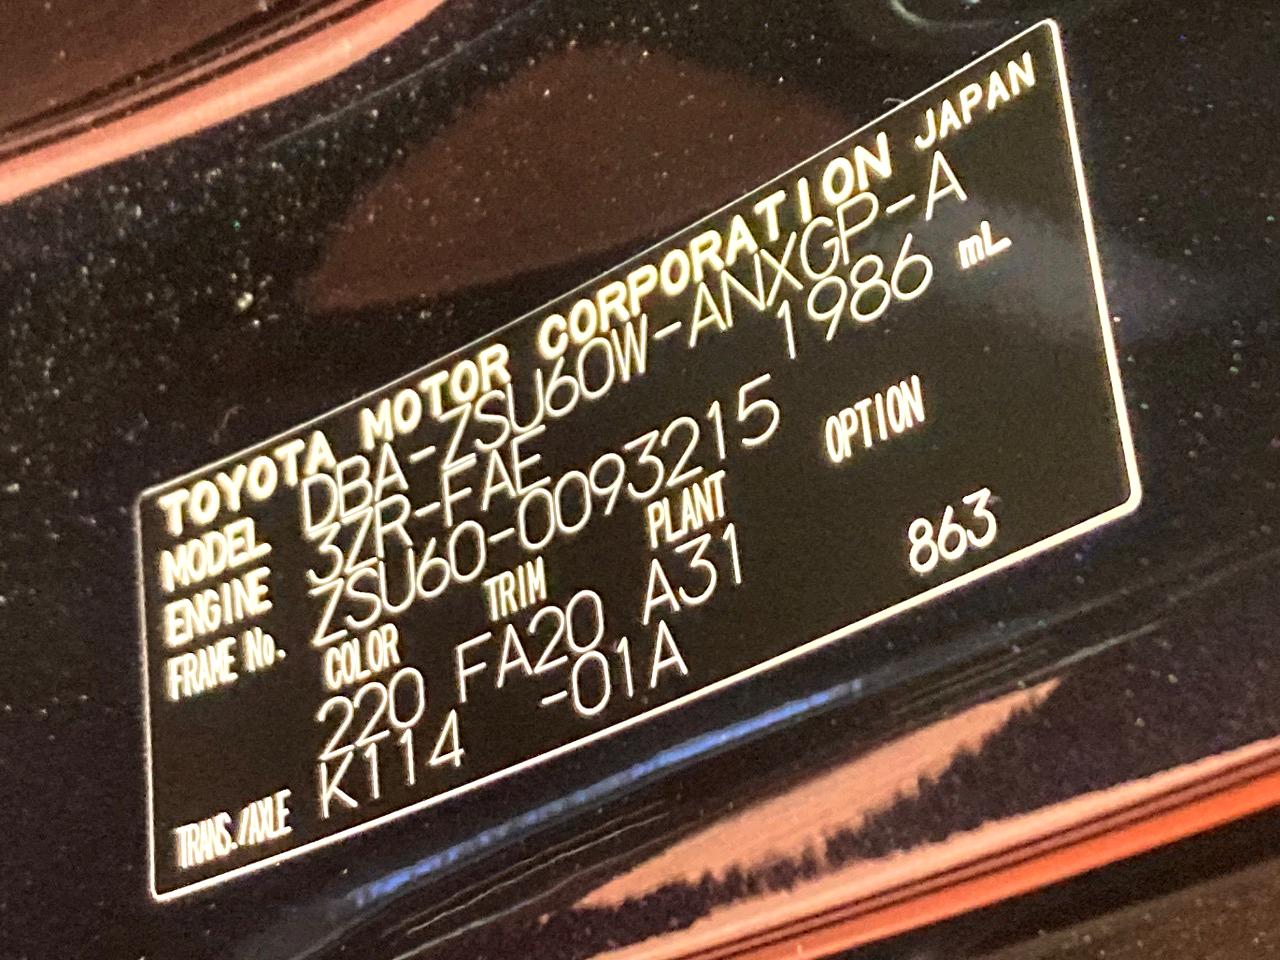 TOYOTA MOTOR CORPORATION JAPAN
MODEL DBA-ZSU60W-ANXGP-A
ENGINE 3ZR-FAE 1986 mL
FRAME No. ZSU60-0093215
COLOR TRIM PLANT OPTION
220 FA20 A31 863
TRANS./AXLE K114 -01A